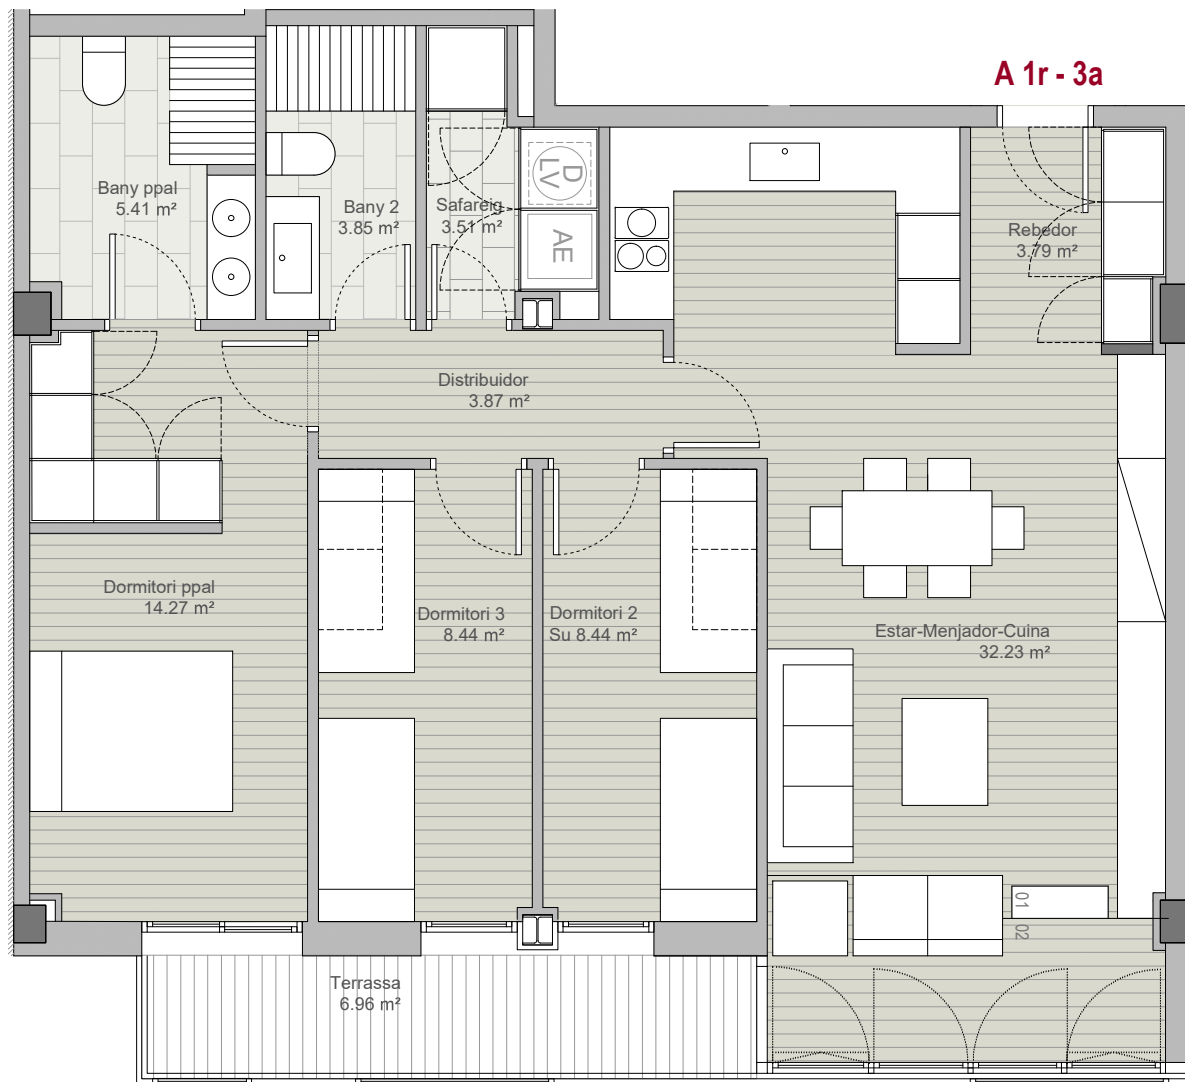 A 1r - 3a
Bany ppal
5.41 m²
Bany 2
3.85 m²
Safareig
3.51 m²
D
LV
AE
Rebedor
3.79 m²
Distribuidor
3.87 m²
Dormitori ppal
14.27 m²
Dormitori 3
8.44 m²
Dormitori 2
Su 8.44 m²
Estar-Menjador-Cuina
32.23 m²
01
02
Terrassa
6.96 m²